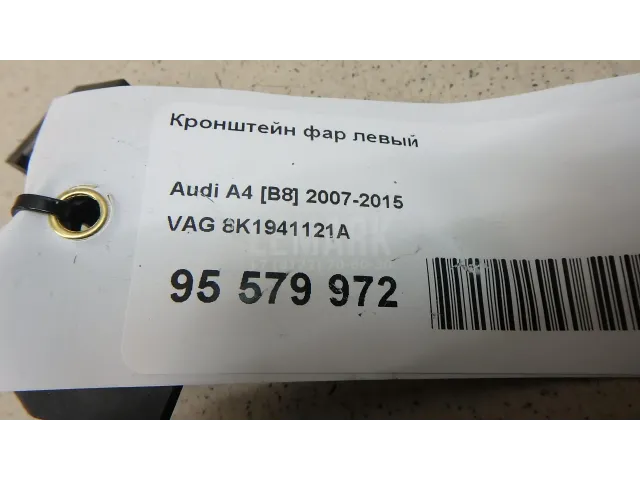 Кронштейн фар левый
Audi A4 [B8] 2007-2015
VAG 8K1941121A
95 579 972